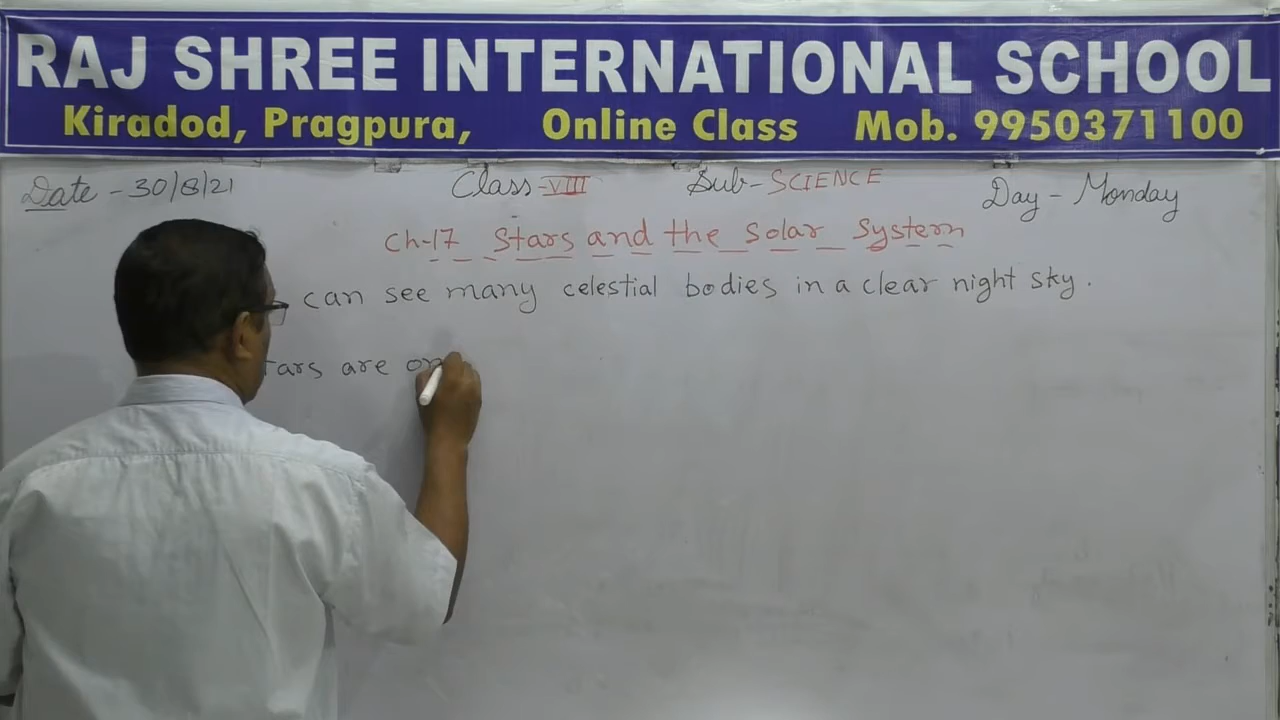 RAJ SHREE INTERNATIONAL SCHOOL
Kiradod, Pragpura, Online Class Mob. 9950371100
Date - 30/8/21 Class-VIII Sub-SCIENCE Day - Monday
Ch-17 Stars and the Solar System
can see many celestial bodies in a clear night sky.
tars are on